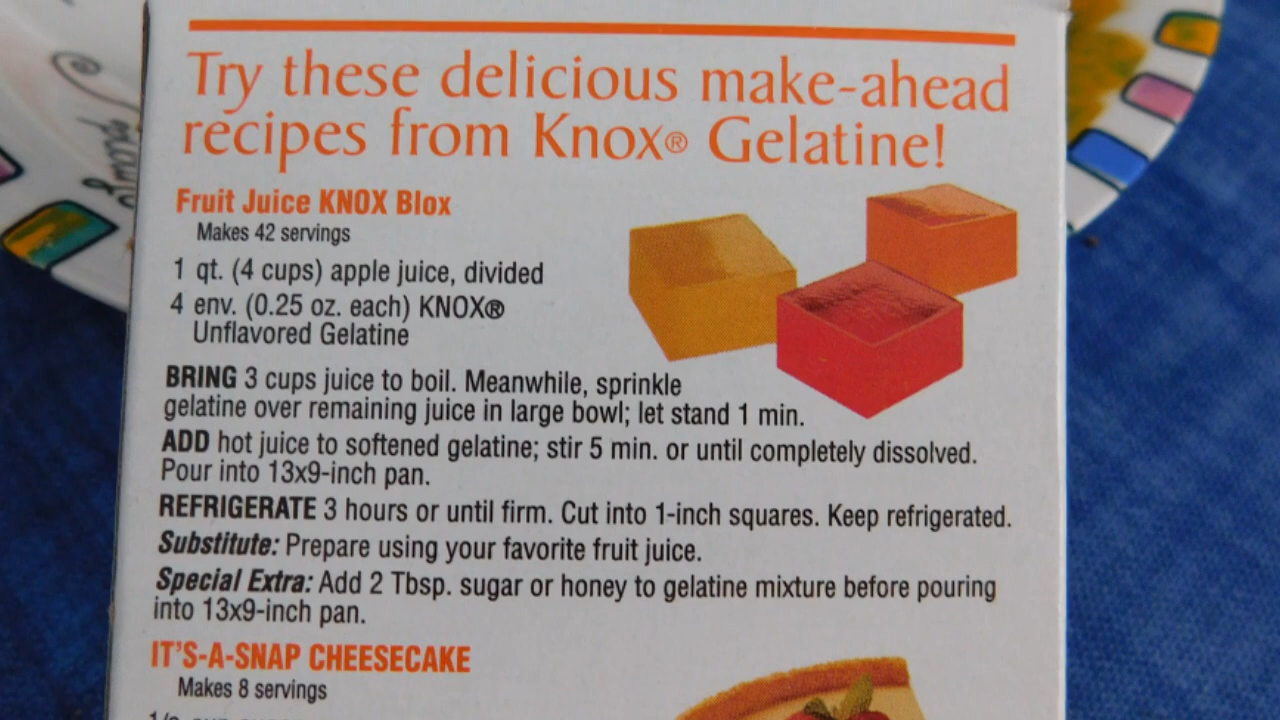 Try these delicious make-ahead
recipes from Knox® Gelatine!
Fruit Juice KNOX Blox
Makes 42 servings
1 qt. (4 cups) apple juice, divided
4 env. (0.25 oz. each) KNOX®
Unflavored Gelatine
BRING 3 cups juice to boil. Meanwhile, sprinkle
gelatine over remaining juice in large bowl; let stand 1 min.
ADD hot juice to softened gelatine; stir 5 min. or until completely dissolved.
Pour into 13x9-inch pan.
REFRIGERATE 3 hours or until firm. Cut into 1-inch squares. Keep refrigerated.
Substitute: Prepare using your favorite fruit juice.
Special Extra: Add 2 Tbsp. sugar or honey to gelatine mixture before pouring
into 13x9-inch pan.
IT'S-A-SNAP CHEESECAKE
Makes 8 servings